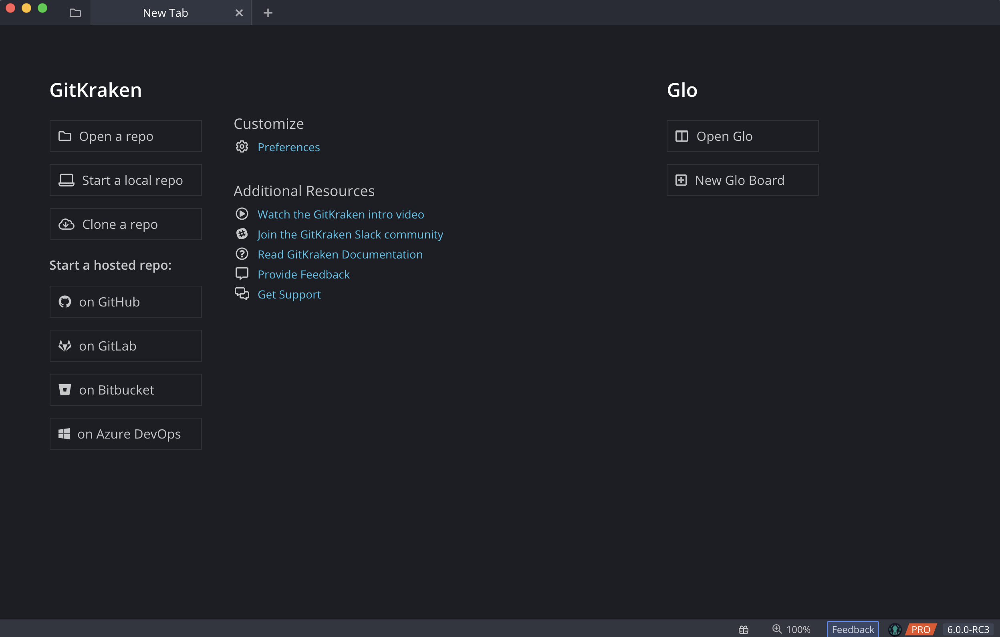 New Tab
GitKraken
Open a repo
Start a local repo
Clone a repo
Start a hosted repo:
on GitHub
on GitLab
on Bitbucket
on Azure DevOps
Customize
Preferences
Additional Resources
Watch the GitKraken intro video
Join the GitKraken Slack community
Read GitKraken Documentation
Provide Feedback
Get Support
Glo
Open Glo
New Glo Board
100%
Feedback
PRO
6.0.0-RC3